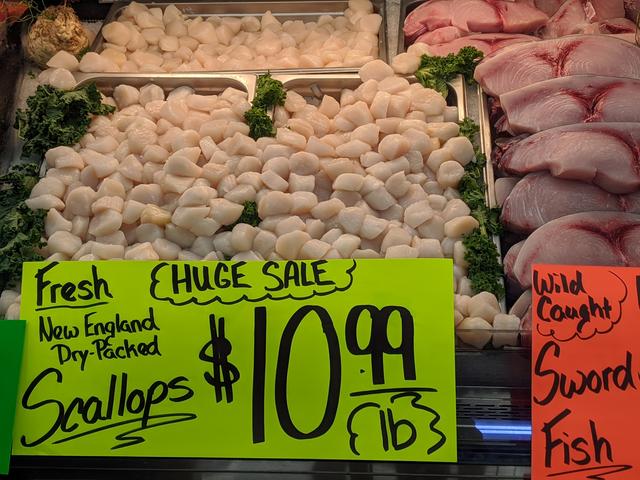 Fresh
{HUGE SALE}
New England
Dry-Packed
Scallops
$10.99
{lb}
Wild
Caught
Sword
Fish